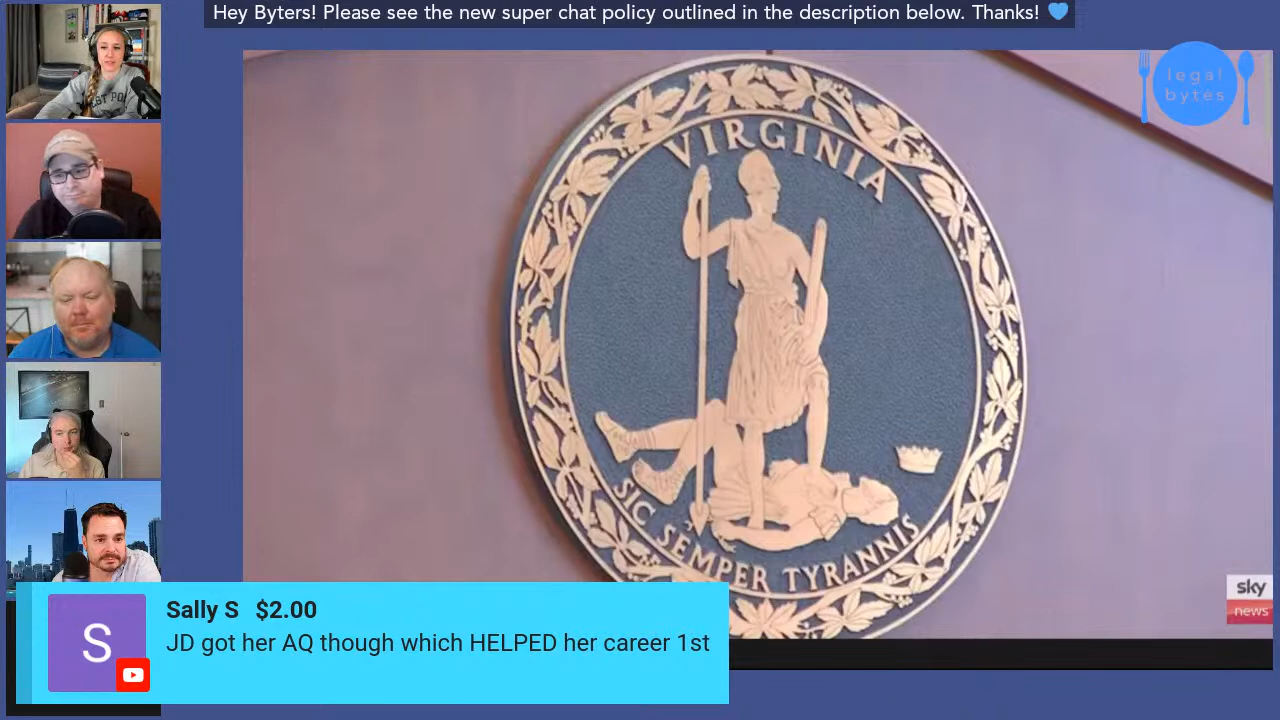 Hey Byters! Please see the new super chat policy outlined in the description below. Thanks! 💙
legal
bytes
VIRGINIA
SIC SEMPER TYRANNIS
sky
news
Sally S $2.00
S
JD got her AQ though which HELPED her career 1st